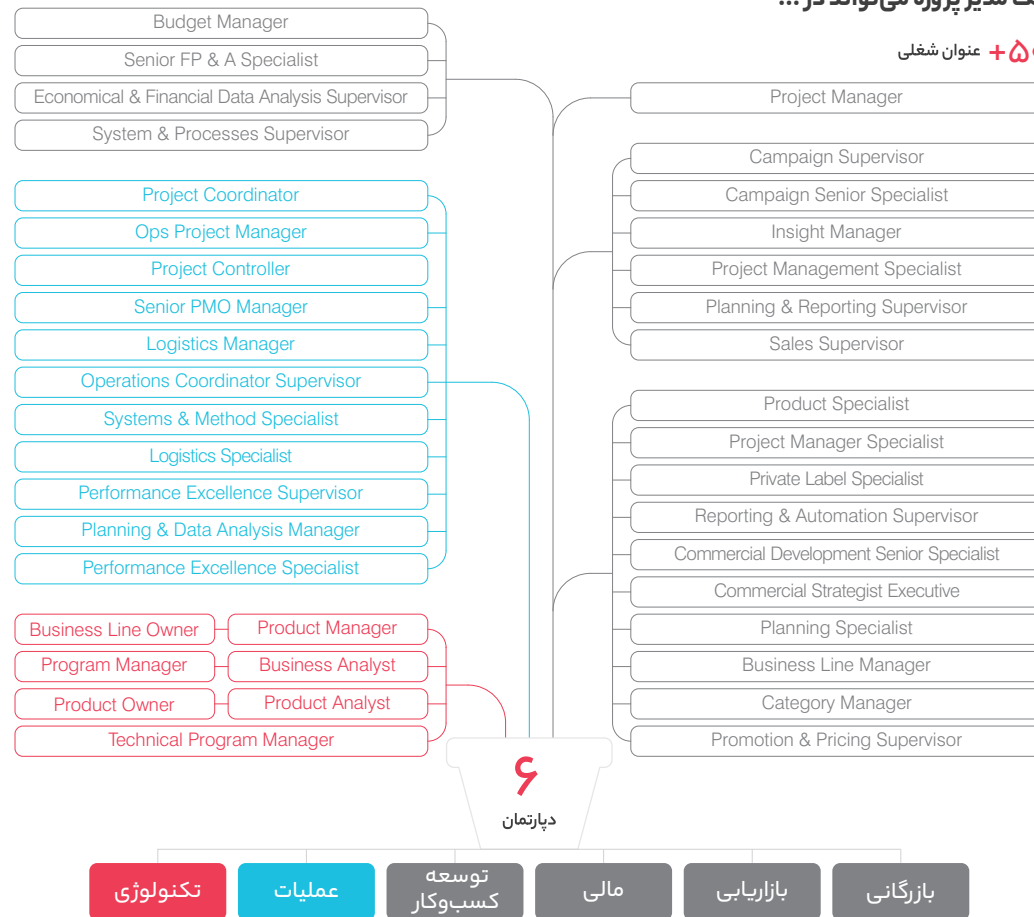 مدیر پروژه می‌تواند در ...
+۵ عنوان شغلی
Budget Manager
Senior FP & A Specialist
Economical & Financial Data Analysis Supervisor
System & Processes Supervisor
Project Coordinator
Ops Project Manager
Project Controller
Senior PMO Manager
Logistics Manager
Operations Coordinator Supervisor
Systems & Method Specialist
Logistics Specialist
Performance Excellence Supervisor
Planning & Data Analysis Manager
Performance Excellence Specialist
Business Line Owner Product Manager
Program Manager Business Analyst
Product Owner Product Analyst
Technical Program Manager
Project Manager
Campaign Supervisor
Campaign Senior Specialist
Insight Manager
Project Management Specialist
Planning & Reporting Supervisor
Sales Supervisor
Product Specialist
Project Manager Specialist
Private Label Specialist
Reporting & Automation Supervisor
Commercial Development Senior Specialist
Commercial Strategist Executive
Planning Specialist
Business Line Manager
Category Manager
Promotion & Pricing Supervisor
۶
دپارتمان
بازرگانی
بازاریابی
مالی
توسعه
کسب‌وکار
عملیات
تکنولوژی